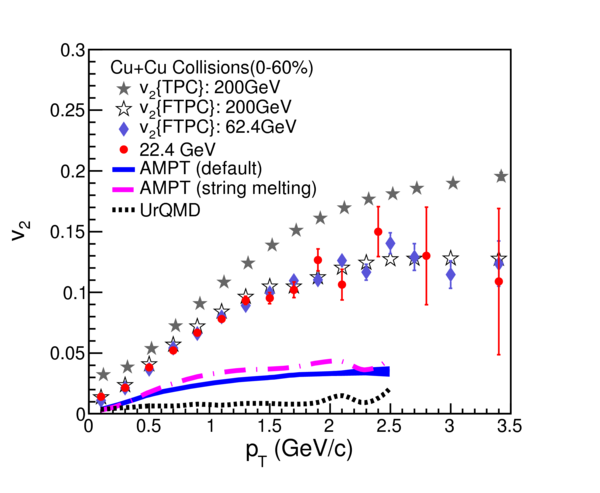 0.3
Cu+Cu Collisions(0-60%)
v2{TPC}: 200GeV
0.25
v2{FTPC}: 200GeV
v2{FTPC}: 62.4GeV
22.4 GeV
0.2
AMPT (default)
AMPT (string melting)
UrQMD
v2
0.15
0.1
0.05
0
0 0.5 1 1.5 2 2.5 3 3.5
pT (GeV/c)